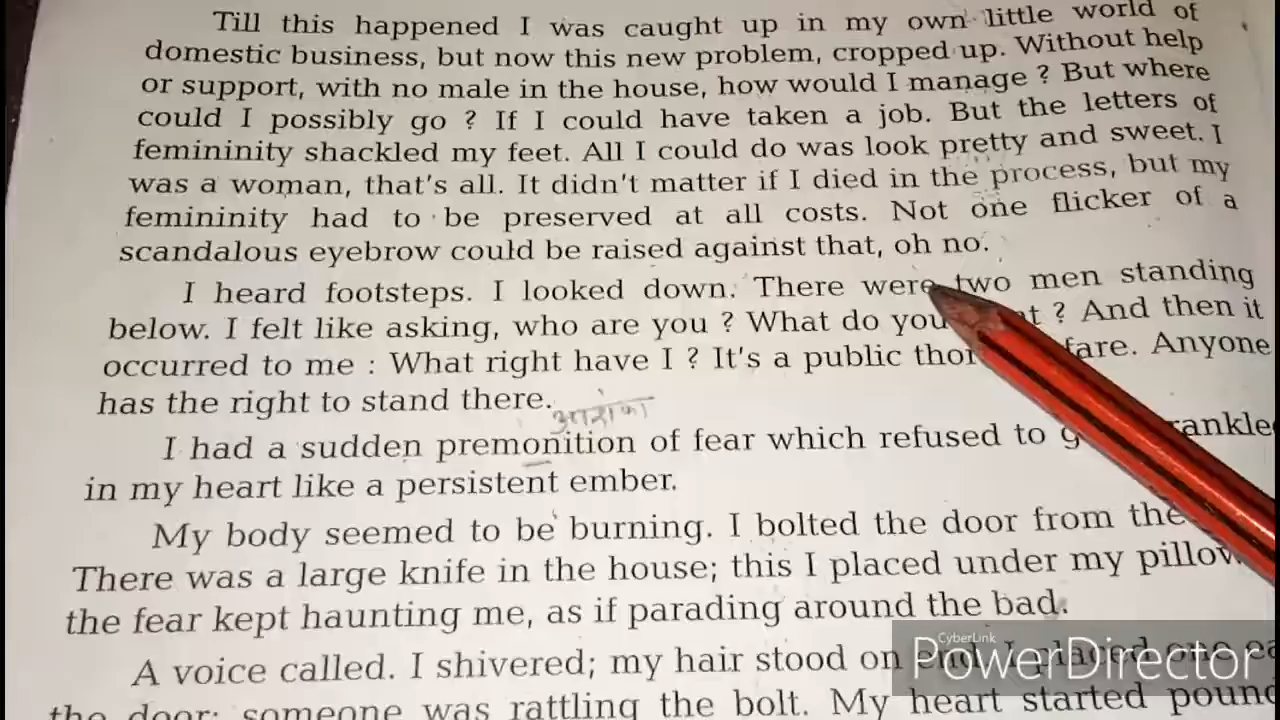 Till this happened I was caught up in my own little world of
domestic business, but now this new problem, cropped up. Without help
or support, with no male in the house, how would I manage ? But where
could I possibly go ? If I could have taken a job. But the letters of
femininity shackled my feet. All I could do was look pretty and sweet. I
was a woman, that's all. It didn't matter if I died in the process, but my
femininity had to be preserved at all costs. Not one flicker of a
scandalous eyebrow could be raised against that, oh no.
I heard footsteps. I looked down. There were two men standing
below. I felt like asking, who are you ? What do you ? And then it
occurred to me : What right have I ? It's a public Anyone
has the right to stand there.
I had a sudden premonition of fear which refused to
in my heart like a persistent ember.
My body seemed to be burning. I bolted the door from the
There was a large knife in the house; this I placed under my pillow
the fear kept haunting me, as if parading around the bad.
A voice called. I shivered; my hair stood on end. I placed one
the door; someone was rattling the bolt. My heart started
CyberLink
PowerDirector